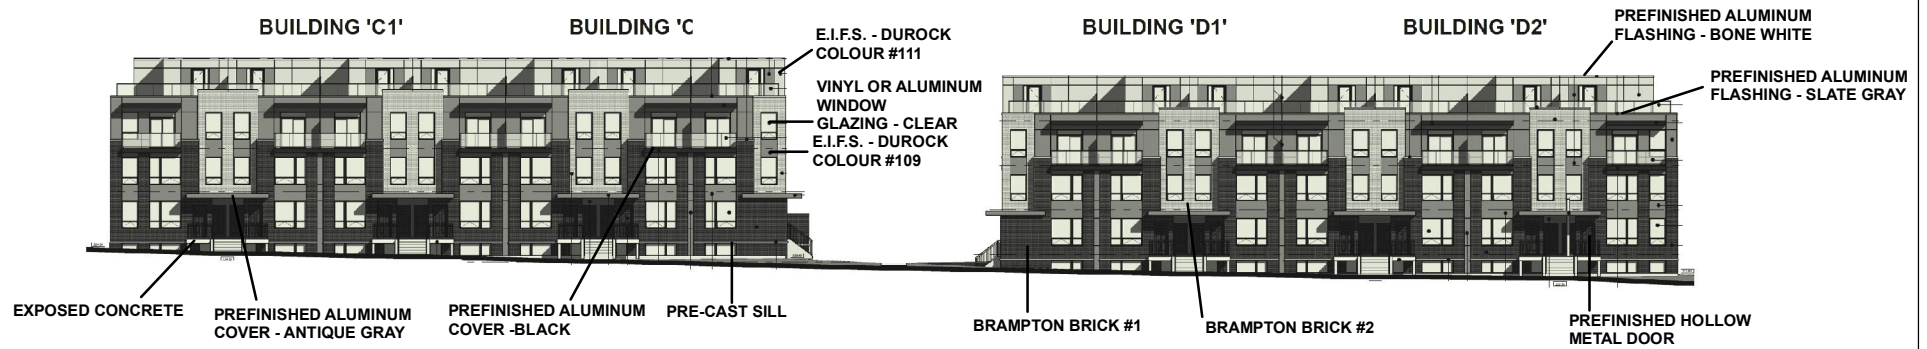 BUILDING 'C1'
BUILDING 'C
E.I.F.S. - DUROCK
COLOUR #111
VINYL OR ALUMINUM
WINDOW
GLAZING - CLEAR
E.I.F.S. - DUROCK
COLOUR #109
BUILDING 'D1'
BUILDING 'D2'
PREFINISHED ALUMINUM
FLASHING - BONE WHITE
PREFINISHED ALUMINUM
FLASHING - SLATE GRAY
EXPOSED CONCRETE
PREFINISHED ALUMINUM
COVER - ANTIQUE GRAY
PREFINISHED ALUMINUM
COVER -BLACK
PRE-CAST SILL
BRAMPTON BRICK #1
BRAMPTON BRICK #2
PREFINISHED HOLLOW
METAL DOOR